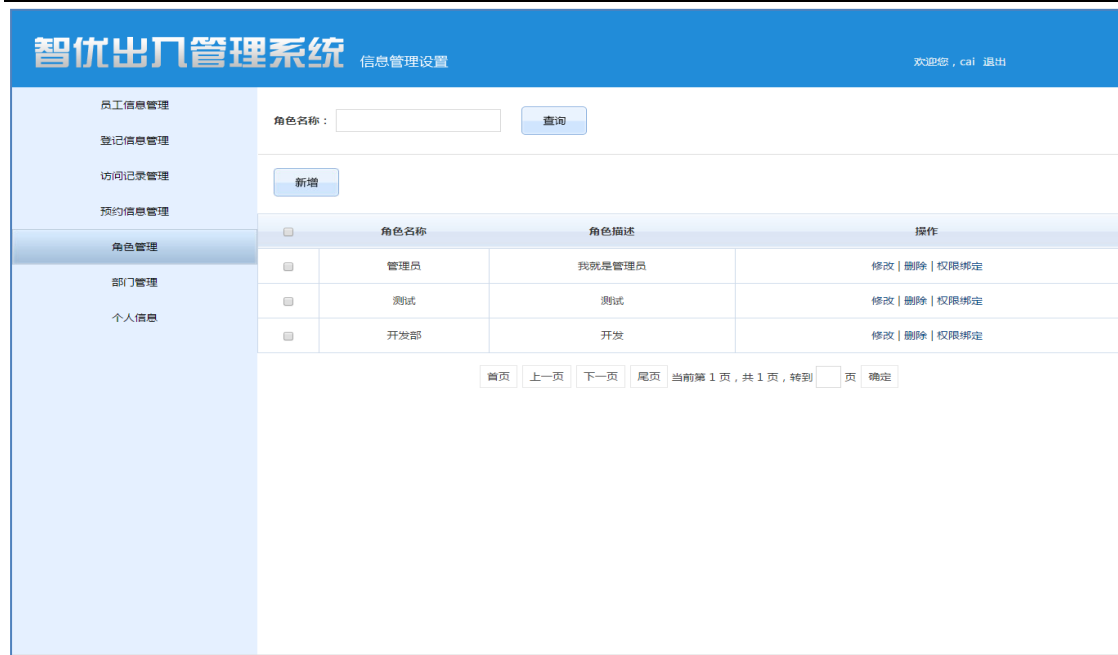 智优出入管理系统 信息管理设置 欢迎您，cai 退出
员工信息管理
登记信息管理
访问记录管理
预约信息管理
角色管理
部门管理
个人信息
角色名称： 查询
新增
角色名称 角色描述 操作
管理员 我就是管理员 修改 | 删除 | 权限绑定
测试 测试 修改 | 删除 | 权限绑定
开发部 开发 修改 | 删除 | 权限绑定
首页 上一页 下一页 尾页 当前第 1 页，共 1 页，转到 页 确定